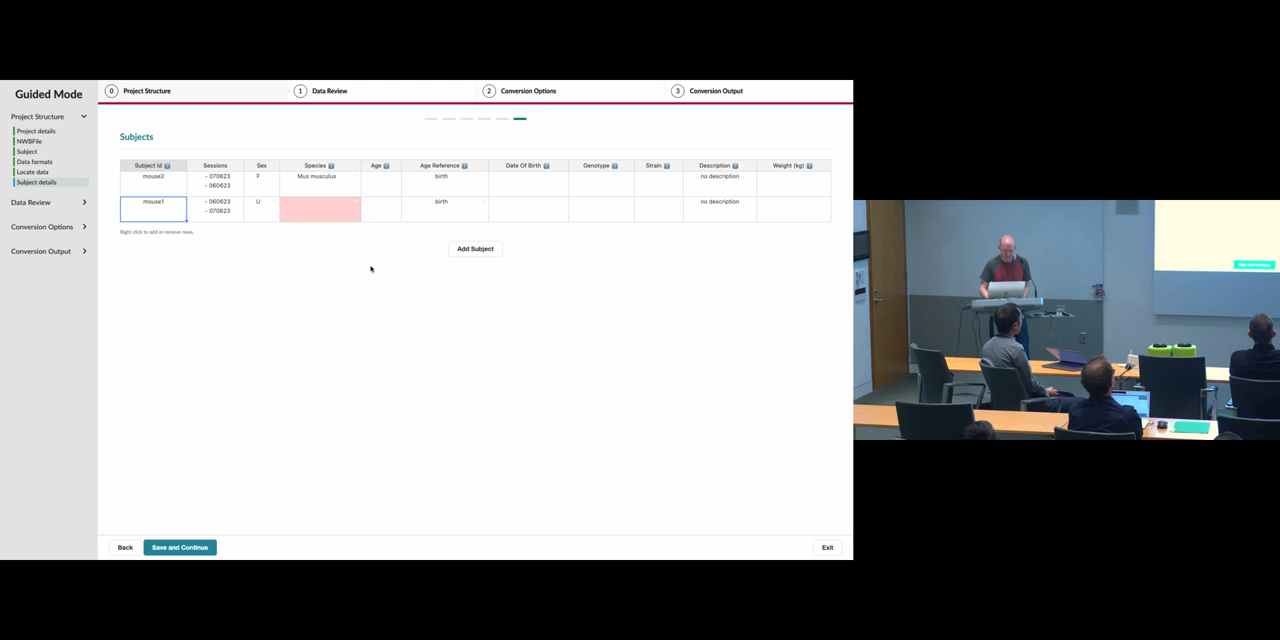 Guided Mode
Project Structure
Project details
NWBFile
Subject
Data formats
Locate data
Subject details
Data Review
Conversion Options
Conversion Output
0 Project Structure
1 Data Review
2 Conversion Options
3 Conversion Output
Subjects
Subject Id Sessions Sex Species Age Age Reference Date Of Birth Genotype Strain Description Weight (kg)
mouse2 - 070623 F Mus musculus birth no description
- 060623
mouse1 - 060623 U birth no description
- 070623
Right click to add or remove rows.
Add Subject
Back Save and Continue Exit